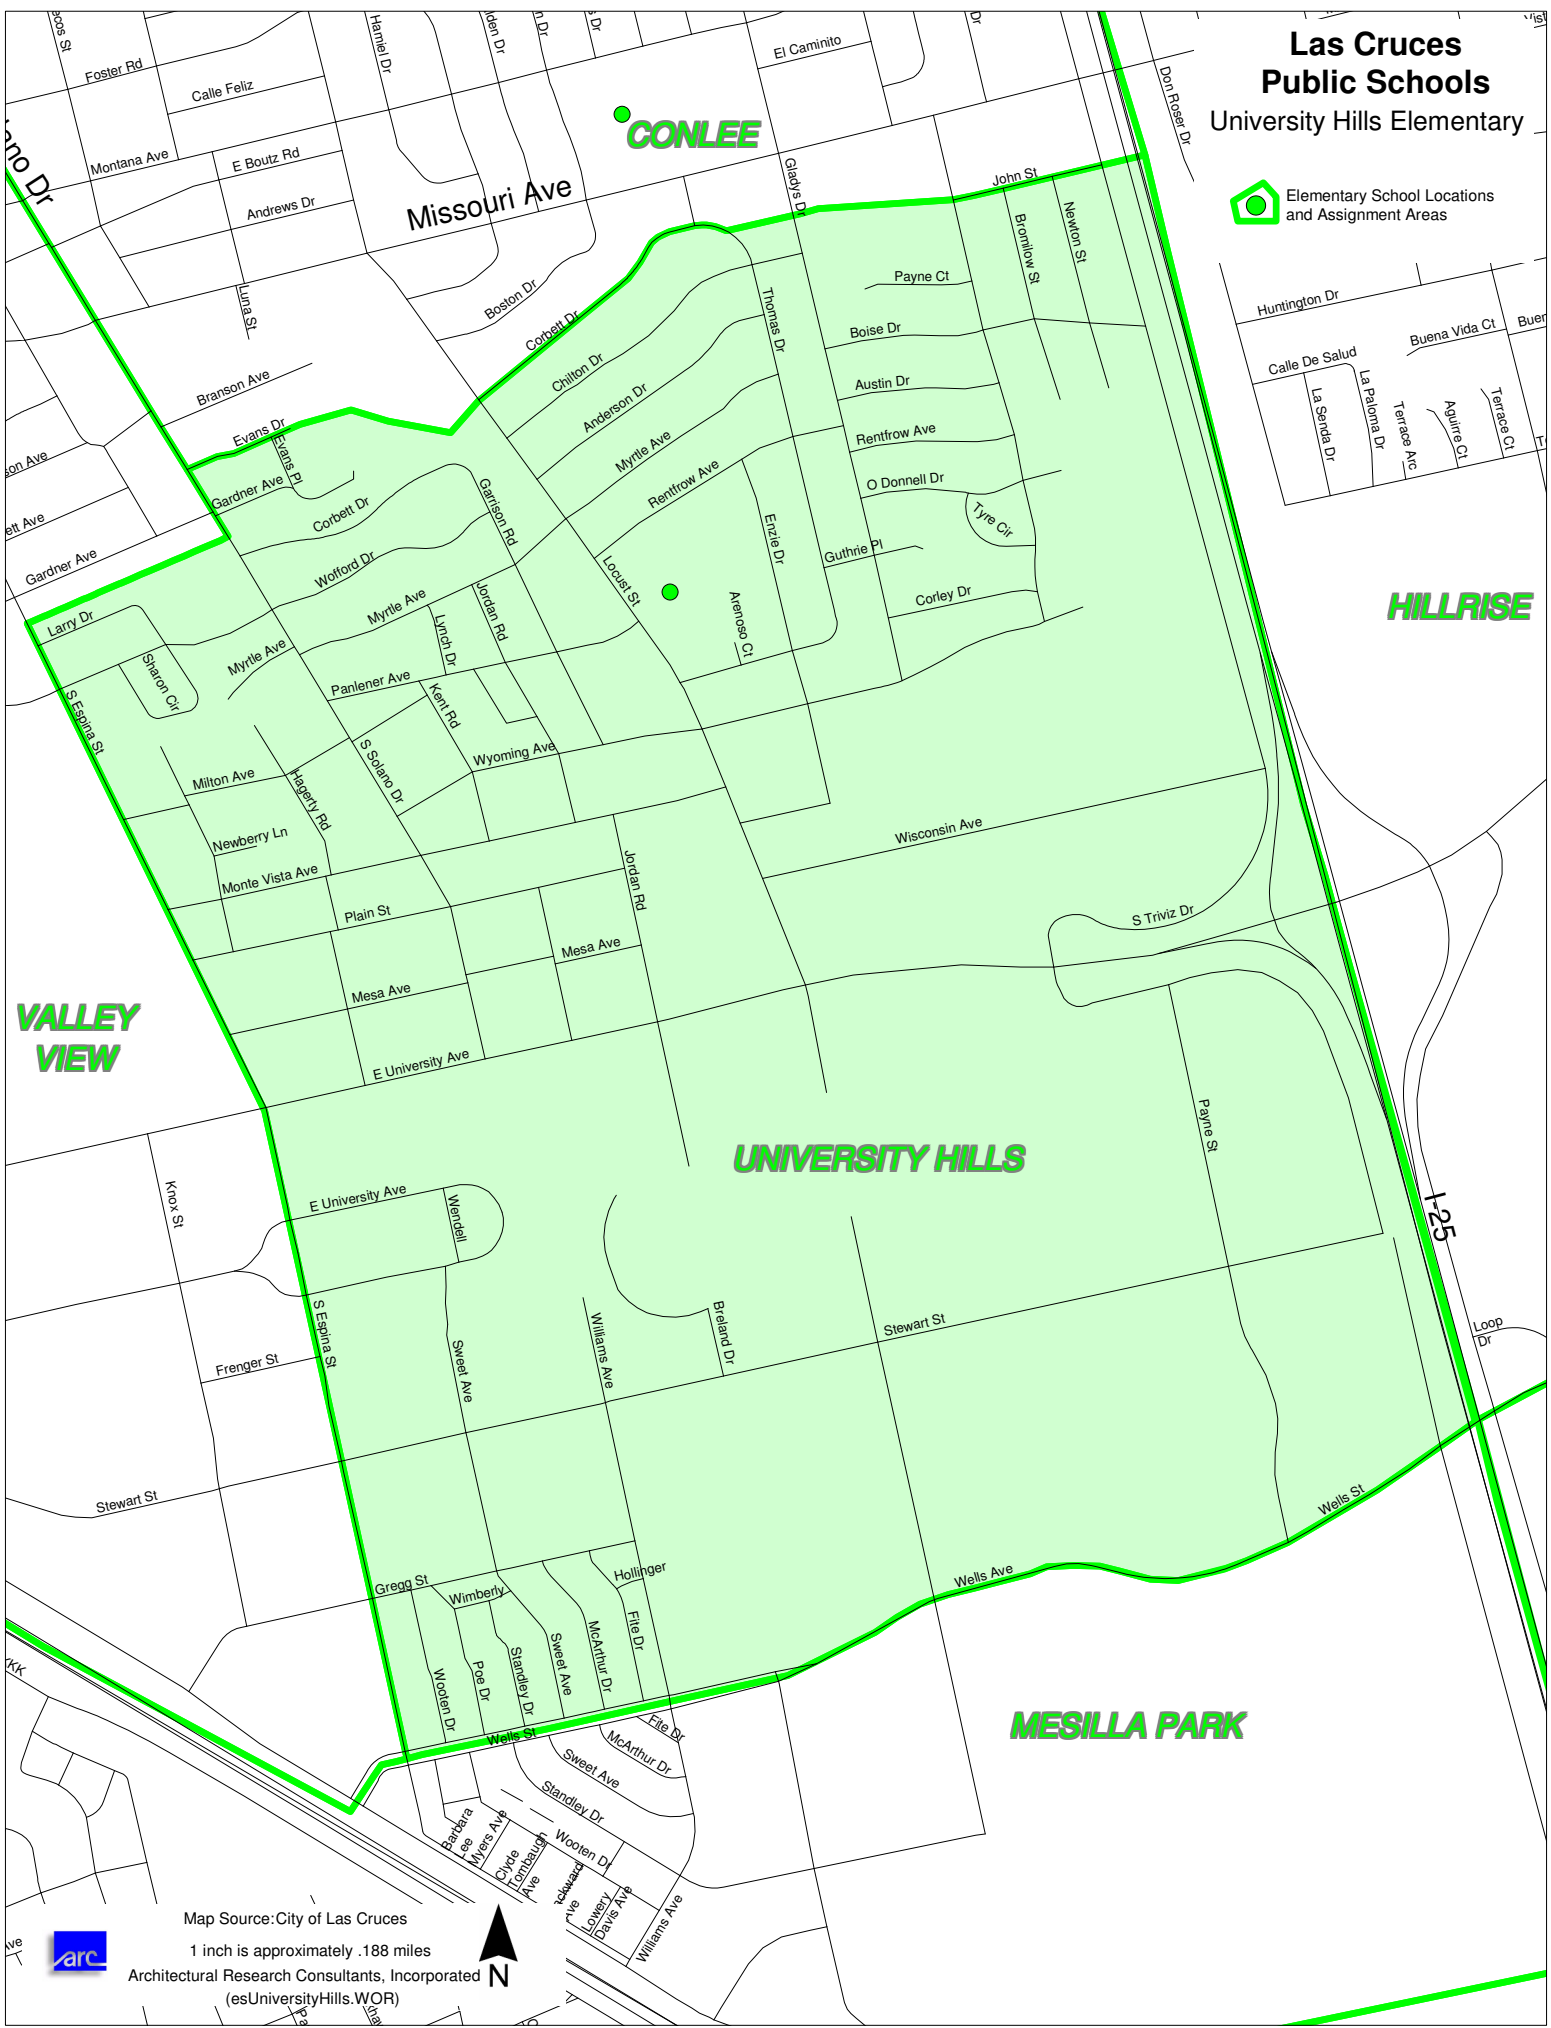 Las Cruces
Public Schools
University Hills Elementary
Elementary School Locations
and Assignment Areas
Foster Rd
Calle Feliz
Hamiel Dr
El Caminito
Don Roser Dr
Montana Ave
E Boutz Rd
Andrews Dr
Missouri Ave
CONLEE
Gladys Dr
John St
Bromilow St
Newton St
Luna St
Boston Dr
Corbett Dr
Thomas Dr
Payne Ct
Boise Dr
Huntington Dr
Buena Vida Ct
Calle De Salud
La Senda Dr
La Paloma Dr
Terrace Arc
Aguirre Ct
Terrace Ct
Branson Ave
Chilton Dr
Anderson Dr
Austin Dr
Evans Dr
Evans Pl
Myrtle Ave
Rentfrow Ave
Rentfrow Ave
Gardner Ave
Garrison Rd
O Donnell Dr
Corbett Dr
Tyre Cir
Enzie Dr
Gardner Ave
Wofford Dr
Guthrie Pl
Locust St
HILLRISE
Larry Dr
Myrtle Ave
Jordan Rd
Lynch Dr
Arenoso Ct
Corley Dr
Myrtle Ave
Sharon Cir
Panlener Ave
Kent Rd
S Espina St
S Solano Dr
Wyoming Ave
Milton Ave
Hagerty Rd
Newberry Ln
Wisconsin Ave
Monte Vista Ave
Jordan Rd
Plain St
S Triviz Dr
Mesa Ave
Mesa Ave
VALLEY
VIEW
E University Ave
Payne St
UNIVERSITY HILLS
Knox St
E University Ave
Wendell
I-25
S Espina St
Williams Ave
Breland Dr
Stewart St
Loop
Dr
Frenger St
Sweet Ave
Stewart St
Wells St
Gregg St
Wimberly
Hollinger
Wells Ave
Wooten Dr
Poe Dr
Standley Dr
Sweet Ave
McArthur Dr
Fite Dr
Wells St
Fite Dr
McArthur Dr
Sweet Ave
Standley Dr
MESILLA PARK
Barbara
Lee
Myers Ave
Clyde
Tombaugh
Ave
Wooten Dr
Lowery
Davis Ave
Williams Ave
Map Source:City of Las Cruces
1 inch is approximately .188 miles
Architectural Research Consultants, Incorporated
(esUniversityHills.WOR)
arc
N